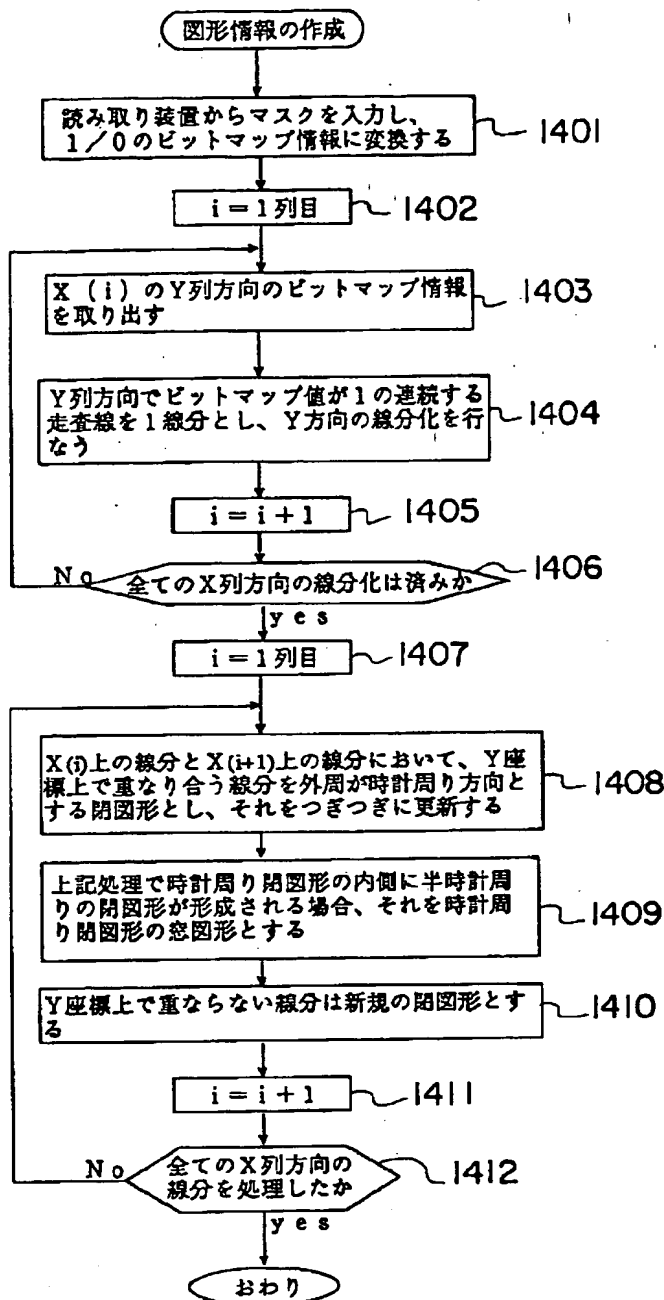 図形情報の作成
読み取り装置からマスクを入力し、
1/0のビットマップ情報に変換する
1401
i=1列目
1402
X(i)のY列方向のビットマップ情報
を取り出す
1403
Y列方向でビットマップ値が1の連続する
走査線を1線分とし、Y方向の線分化を行
なう
1404
i=i+1
1405
全てのX列方向の線分化は済みか
1406
No
yes
i=1列目
1407
X(i)上の線分とX(i+1)上の線分において、Y座
標上で重なり合う線分を外周が時計周り方向と
する閉図形とし、それをつぎつぎに更新する
1408
上記処理で時計周り閉図形の内側に半時計周
りの閉図形が形成される場合、それを時計周
り閉図形の窓図形とする
1409
Y座標上で重ならない線分は新規の閉図形とす
る
1410
i=i+1
1411
全てのX列方向の
線分を処理したか
1412
No
yes
おわり